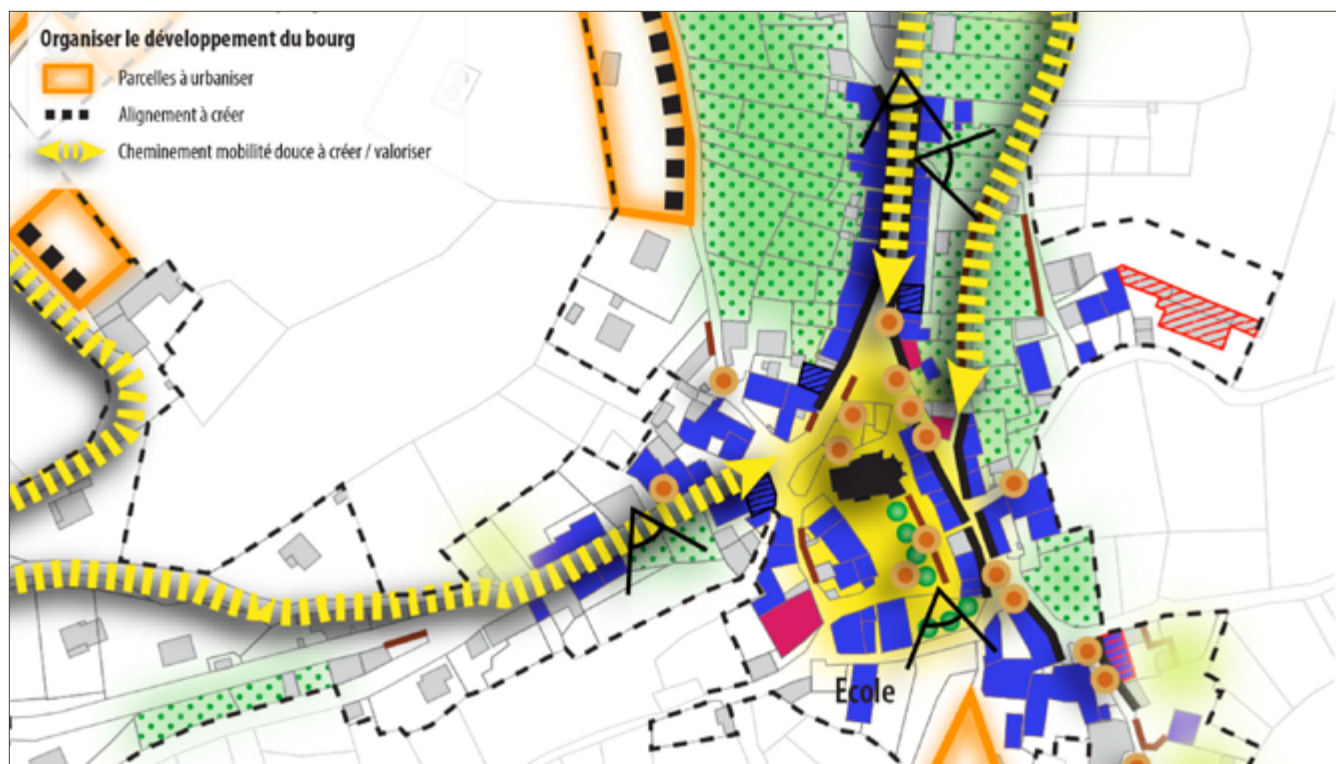 Organiser le développement du bourg
Parcelles à urbaniser
Alignement à créer
Cheminement mobilité douce à créer / valoriser
Ecole